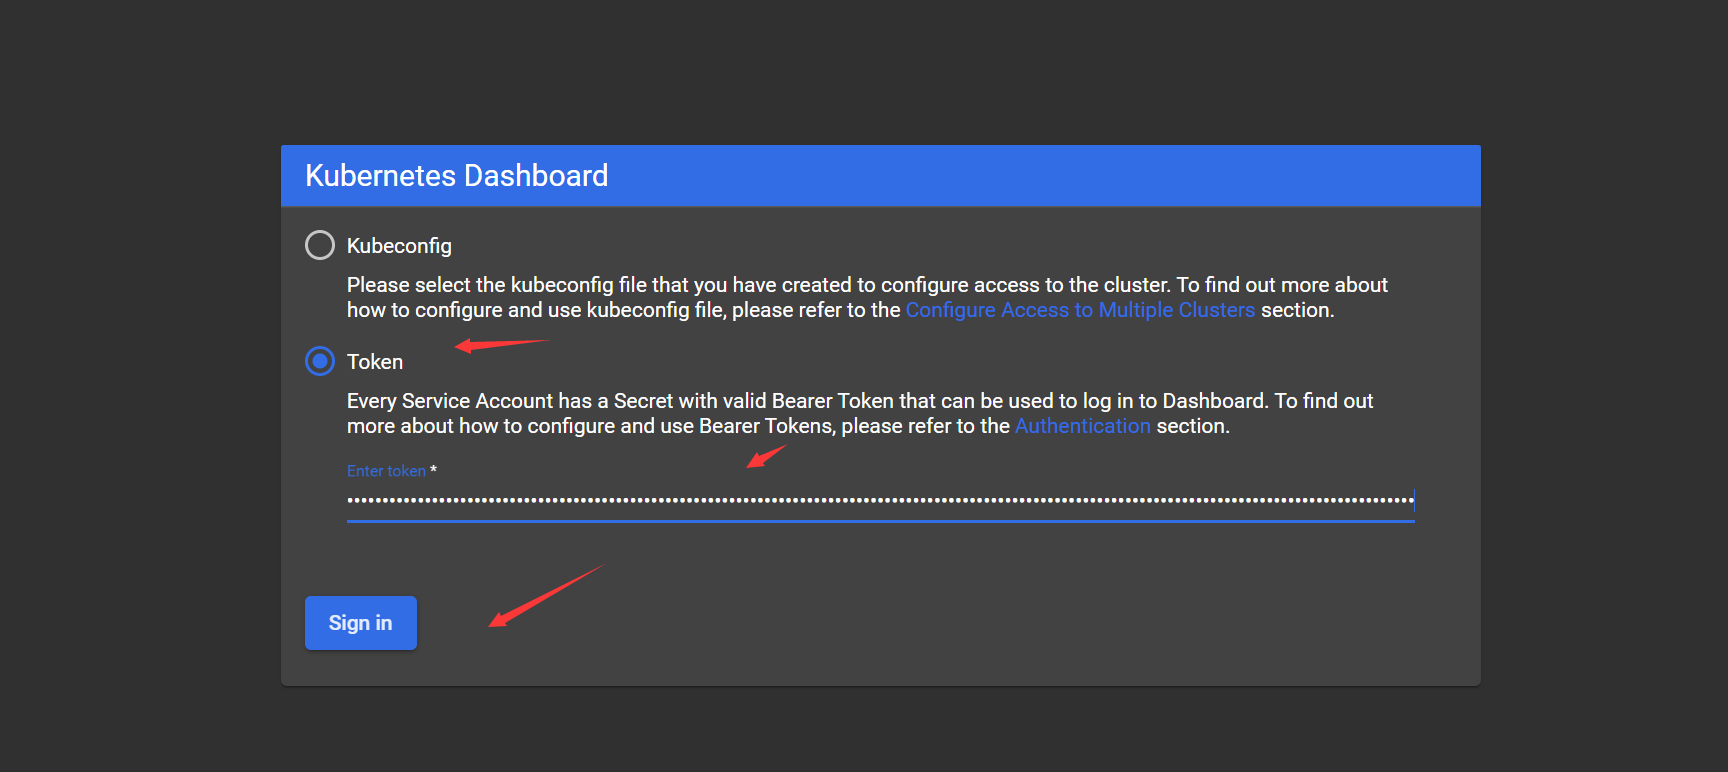 Kubernetes Dashboard
Kubeconfig
Please select the kubeconfig file that you have created to configure access to the cluster. To find out more about
how to configure and use kubeconfig file, please refer to the Configure Access to Multiple Clusters section.
Token
Every Service Account has a Secret with valid Bearer Token that can be used to log in to Dashboard. To find out
more about how to configure and use Bearer Tokens, please refer to the Authentication section.
Enter token *
Sign in